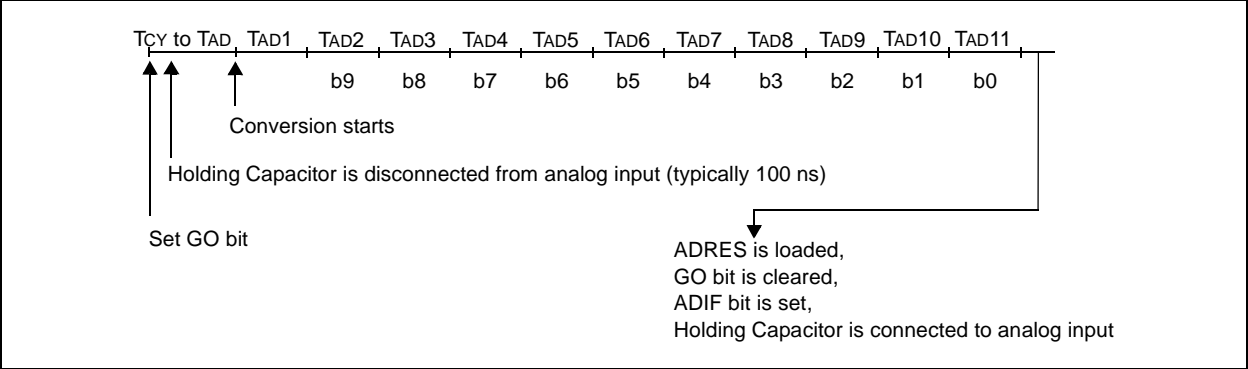 TCY to TAD TAD1 TAD2 TAD3 TAD4 TAD5 TAD6 TAD7 TAD8 TAD9 TAD10 TAD11
b9 b8 b7 b6 b5 b4 b3 b2 b1 b0
Conversion starts
Holding Capacitor is disconnected from analog input (typically 100 ns)
Set GO bit
ADRES is loaded,
GO bit is cleared,
ADIF bit is set,
Holding Capacitor is connected to analog input